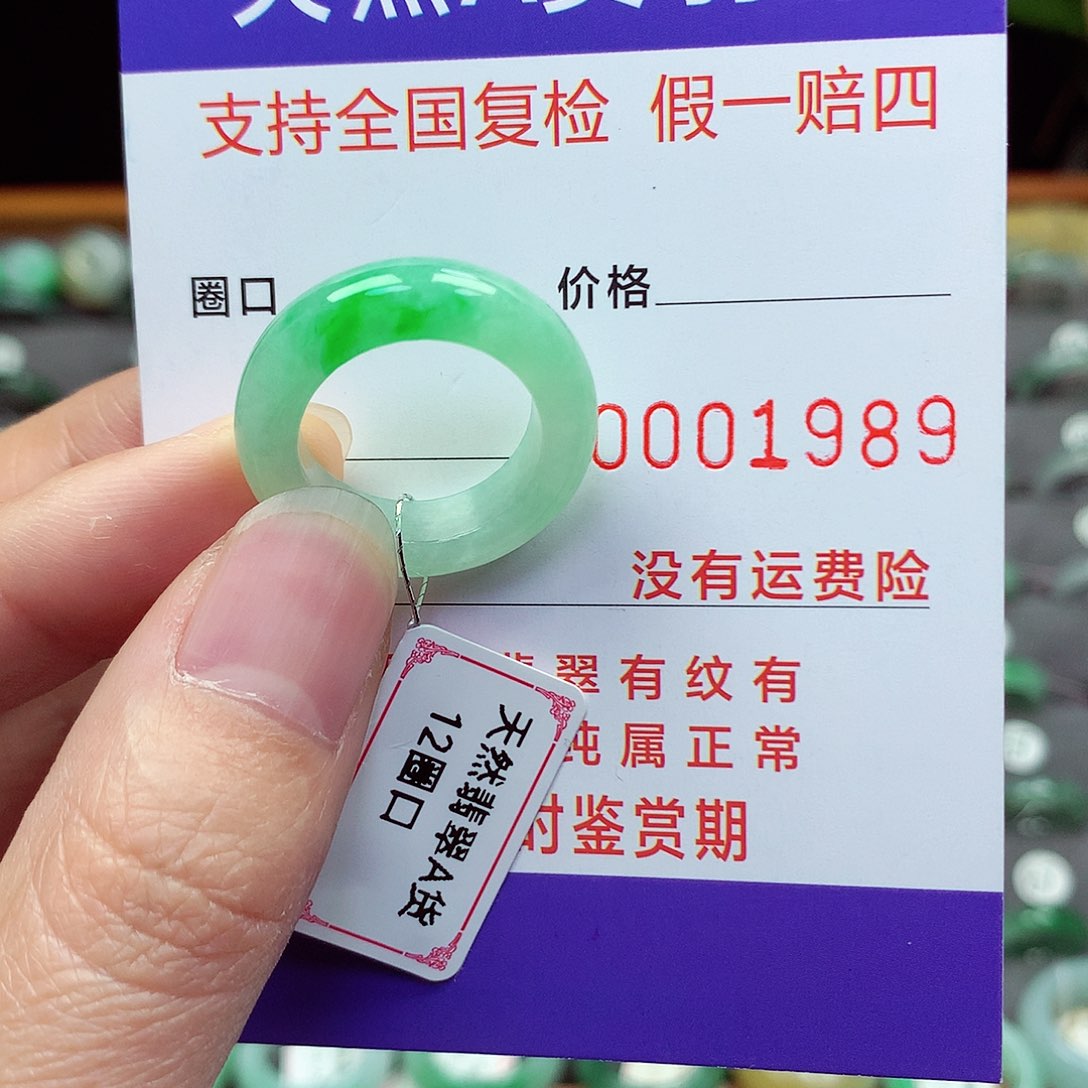 支持全国复检 假一赔四
圈口
价格
0001989
没有运费险
翠有纹有
纯属正常
时鉴赏期
天然翡翠A货
12圈口